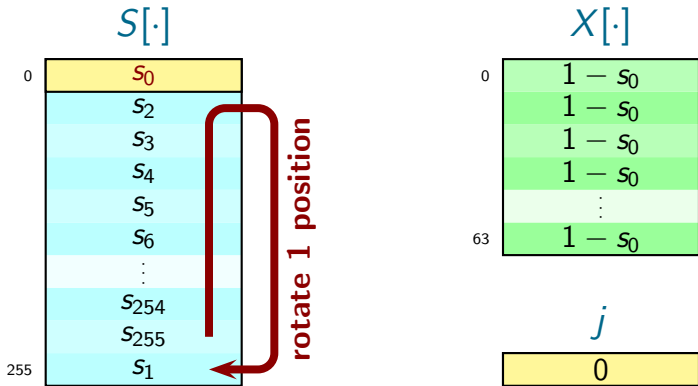 S[·]
0
s₀
s₂
s₃
s₄
s₅
s₆
⋮
s₂₅₄
s₂₅₅
255
s₁
rotate 1 position
X[·]
0
1 − s₀
1 − s₀
1 − s₀
1 − s₀
⋮
63
1 − s₀
j
0